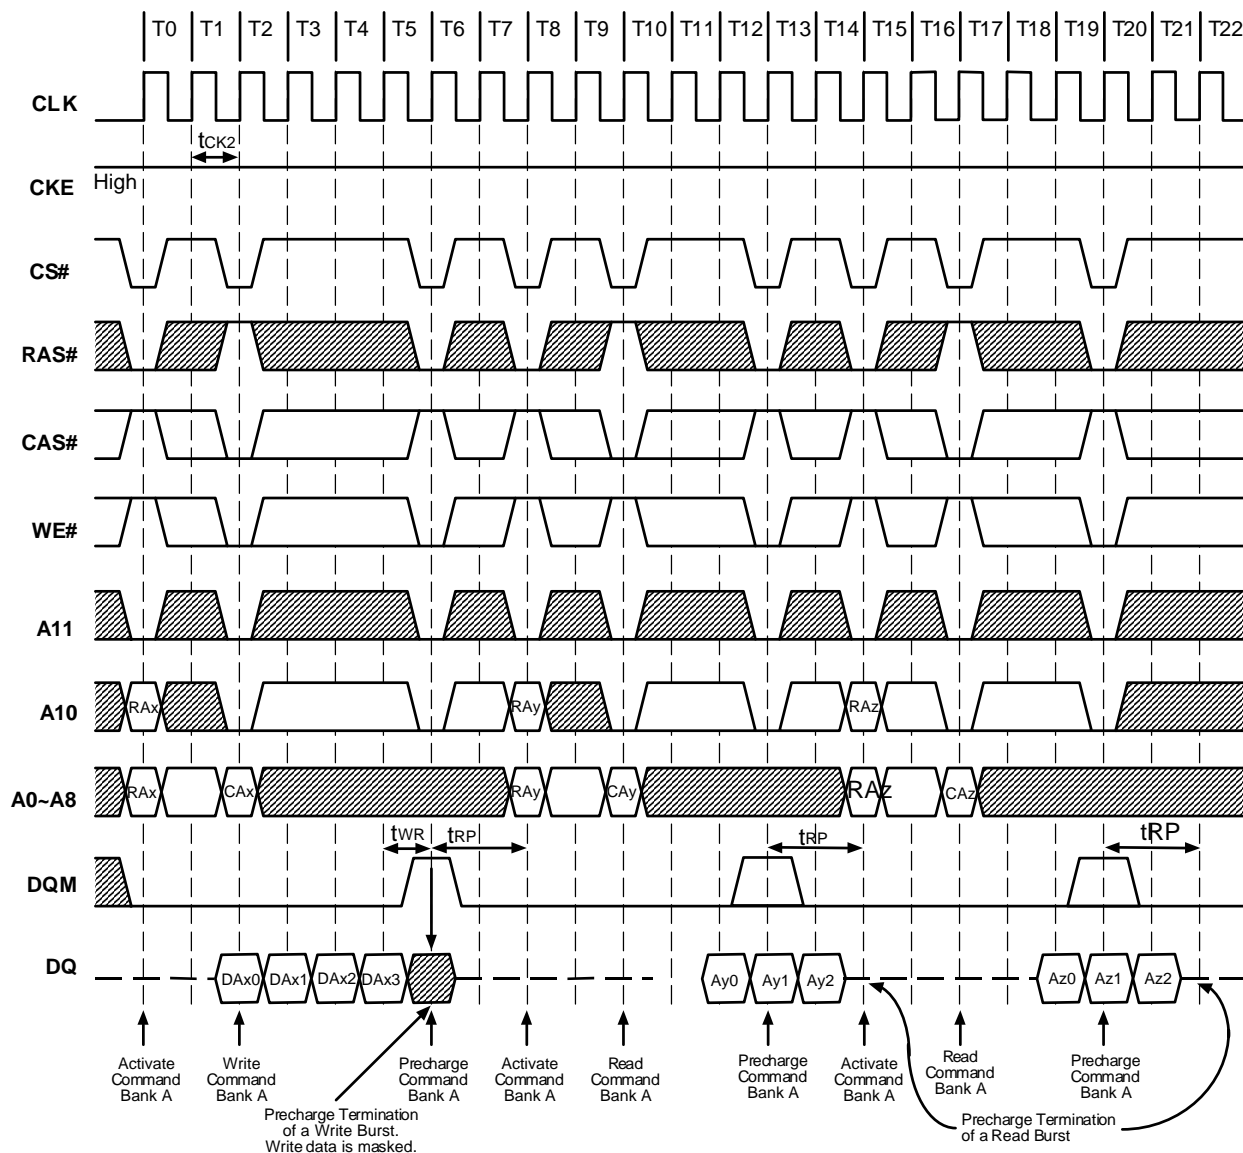 T0 T1 T2 T3 T4 T5 T6 T7 T8 T9 T10 T11 T12 T13 T14 T15 T16 T17 T18 T19 T20 T21 T22
CLK
tCK2
CKE High
CS#
RAS#
CAS#
WE#
A11
A10 RAx RAy RAz
A0~A8 RAx CAx RAy CAy RAz CAz
tWR tRP tRP tRP
DQM
DQ DAx0 DAx1 DAx2 DAx3 Ay0 Ay1 Ay2 Az0 Az1 Az2
Activate
Command
Bank A
Write
Command
Bank A
Precharge
Command
Bank A
Activate
Command
Bank A
Read
Command
Bank A
Precharge
Command
Bank A
Activate
Command
Bank A
Read
Command
Bank A
Precharge
Command
Bank A
Precharge Termination
of a Write Burst.
Write data is masked.
Precharge Termination
of a Read Burst